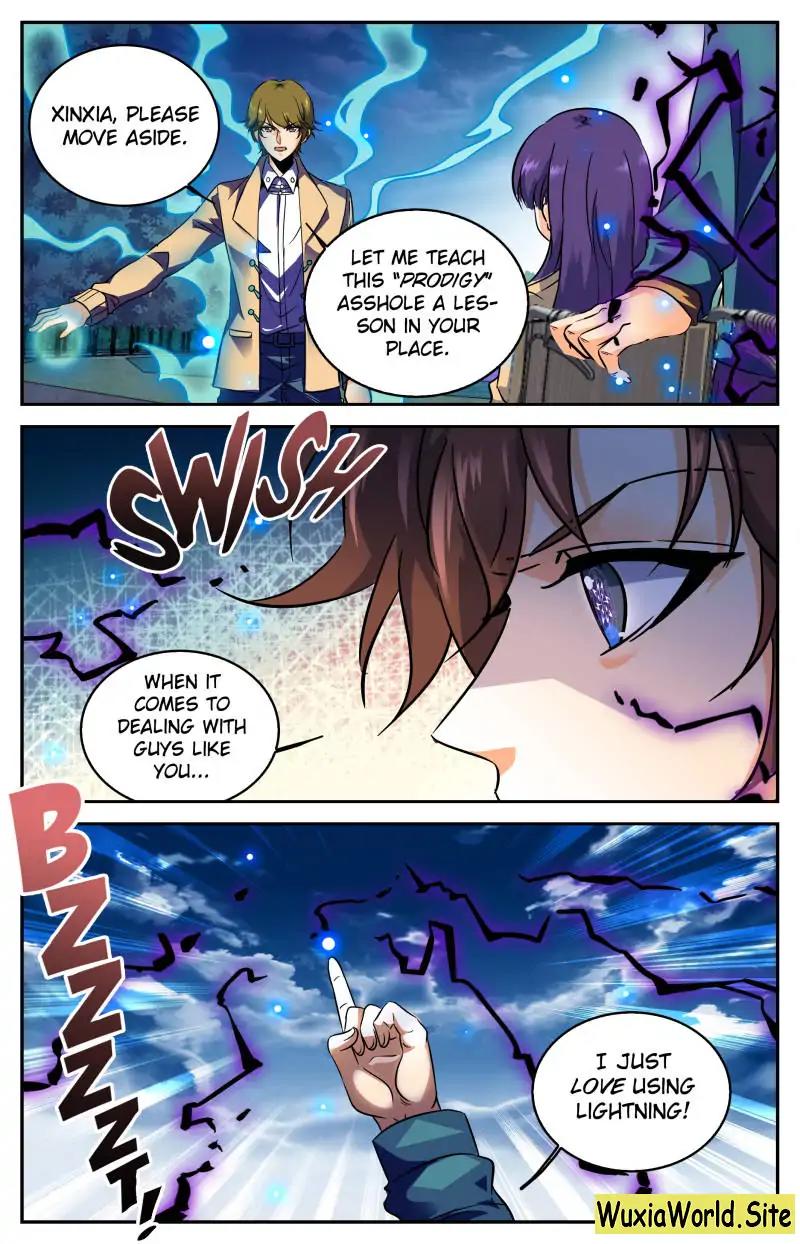 XINXIA, PLEASE
MOVE ASIDE.
LET ME TEACH
THIS "PRODIGY"
ASSHOLE A LES-
SON IN YOUR
PLACE.
SWISH
WHEN IT
COMES TO
DEALING WITH
GUYS LIKE
YOU...
BZZZZZT!
I JUST
LOVE USING
LIGHTNING!
WuxiaWorld.Site